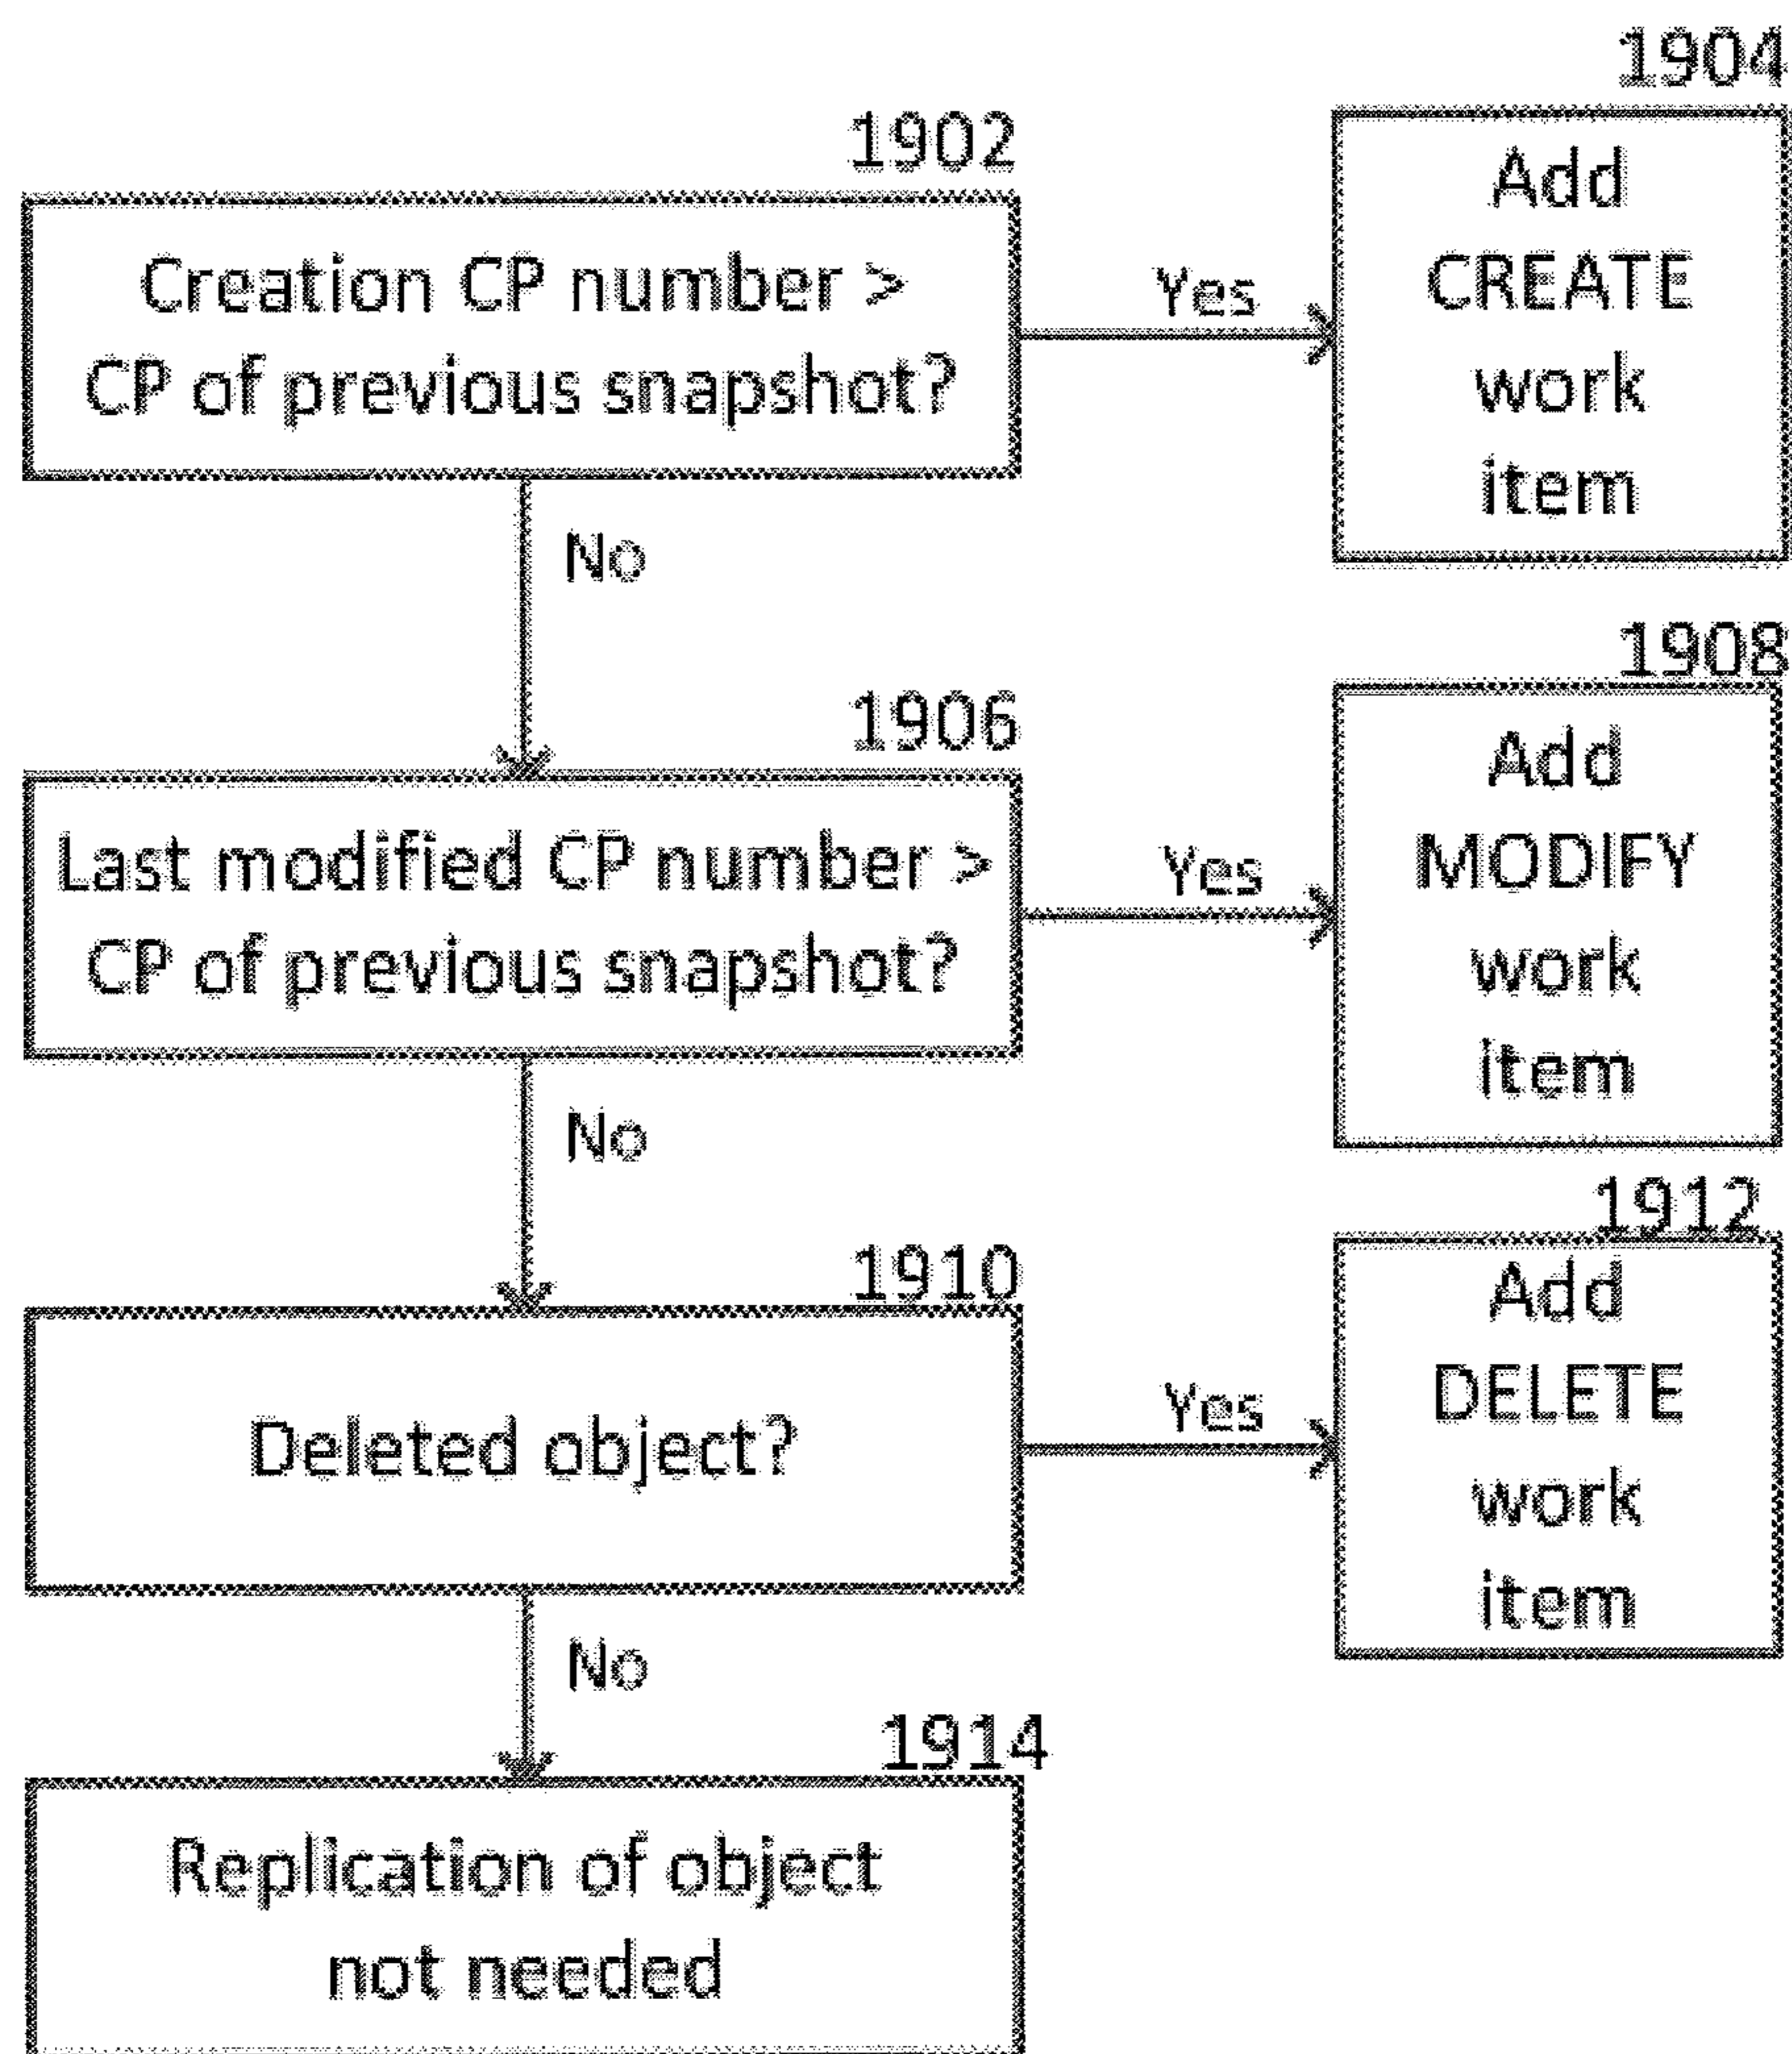 1902
Creation CP number >
CP of previous snapshot?
Yes
1904
Add
CREATE
work
item
No
1906
Last modified CP number >
CP of previous snapshot?
Yes
1908
Add
MODIFY
work
item
No
1910
Deleted object?
Yes
1912
Add
DELETE
work
item
No
1914
Replication of object
not needed